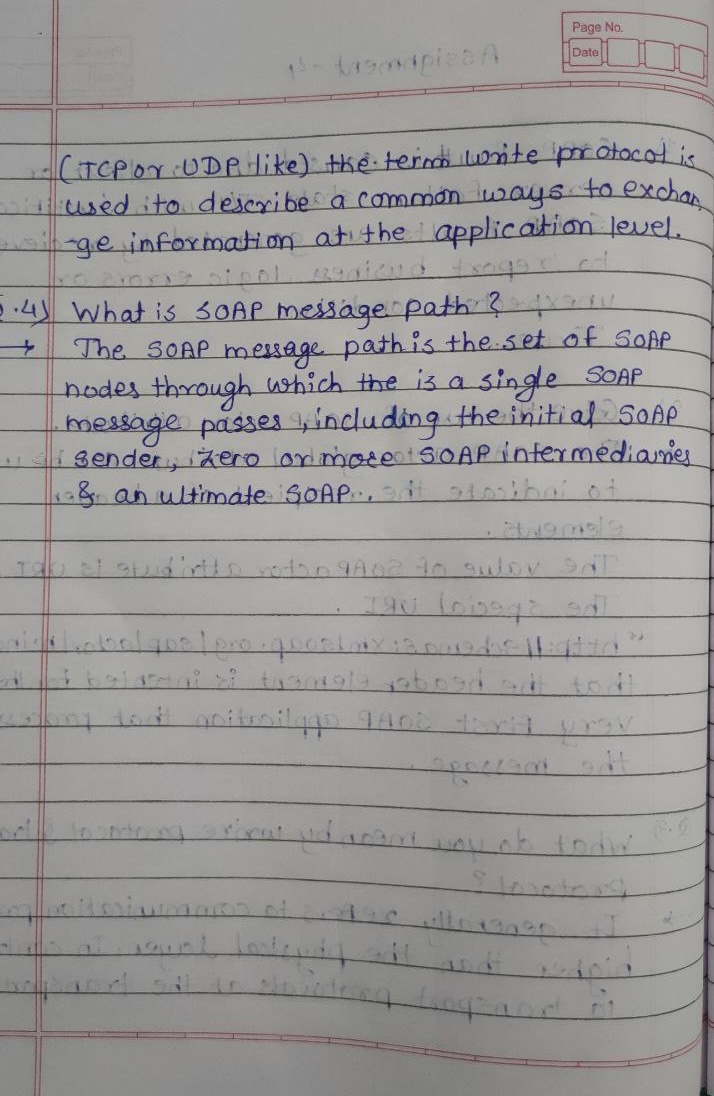 Page No.
Date
(TCP or UDP like) the term wrire protocol is
used to describe a common ways to exchan
-ge information at the application level.
.4) What is SOAP message path ?
→ The SOAP message path is the set of SOAP
nodes through which the is a single SOAP
message passes, including the initial SOAP
sender, zero or more SOAP intermediaries
& an ultimate SOAP..